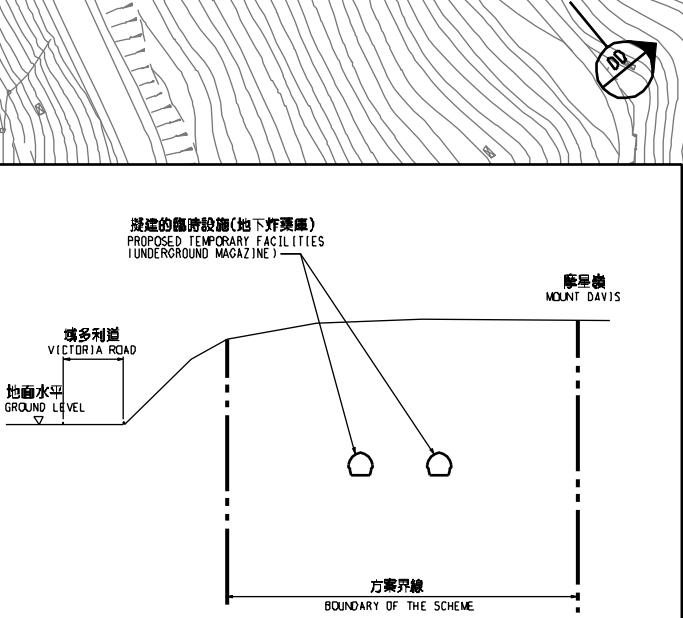 DD
擬建的臨時設施(地下炸藥庫)
PROPOSED TEMPORARY FACILITIES
(UNDERGROUND MAGAZINE)
摩星嶺
MOUNT DAVIS
域多利道
VICTORIA ROAD
地面水平
GROUND LEVEL
方案界線
BOUNDARY OF THE SCHEME